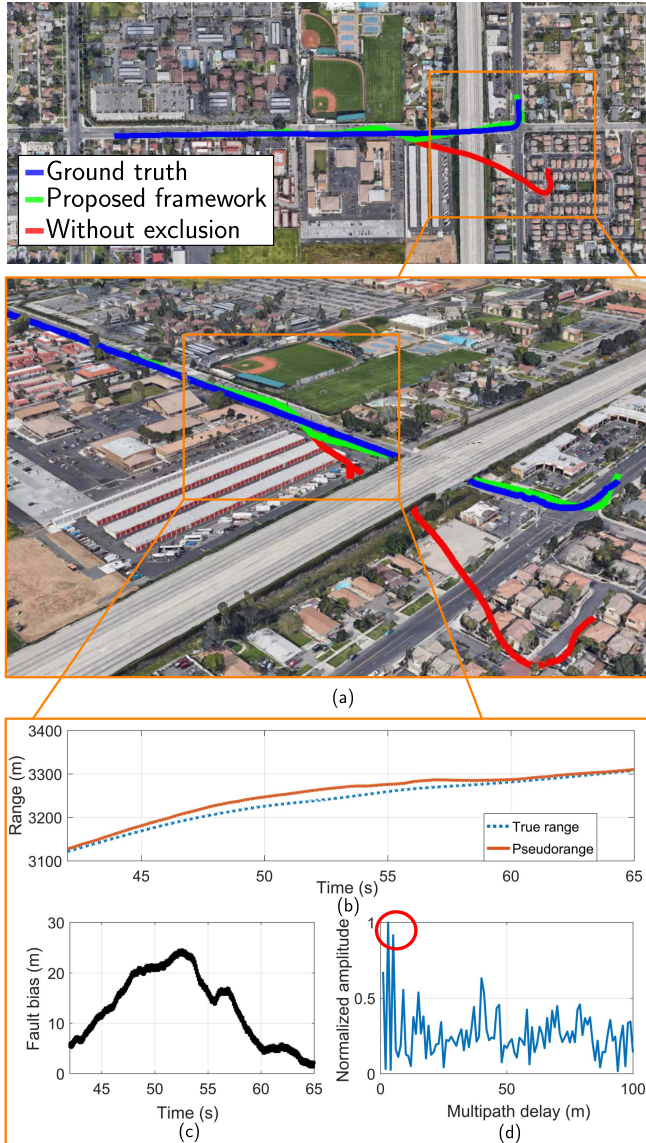 Ground truth
Proposed framework
Without exclusion
(a)
3400
3300
3200
3100
Range (m)
True range
Pseudorange
45
50
55
60
65
Time (s)
(b)
30
20
10
0
Fault bias (m)
45
50
55
60
65
Time (s)
(c)
1
0.5
0
Normalized amplitude
0
50
100
Multipath delay (m)
(d)